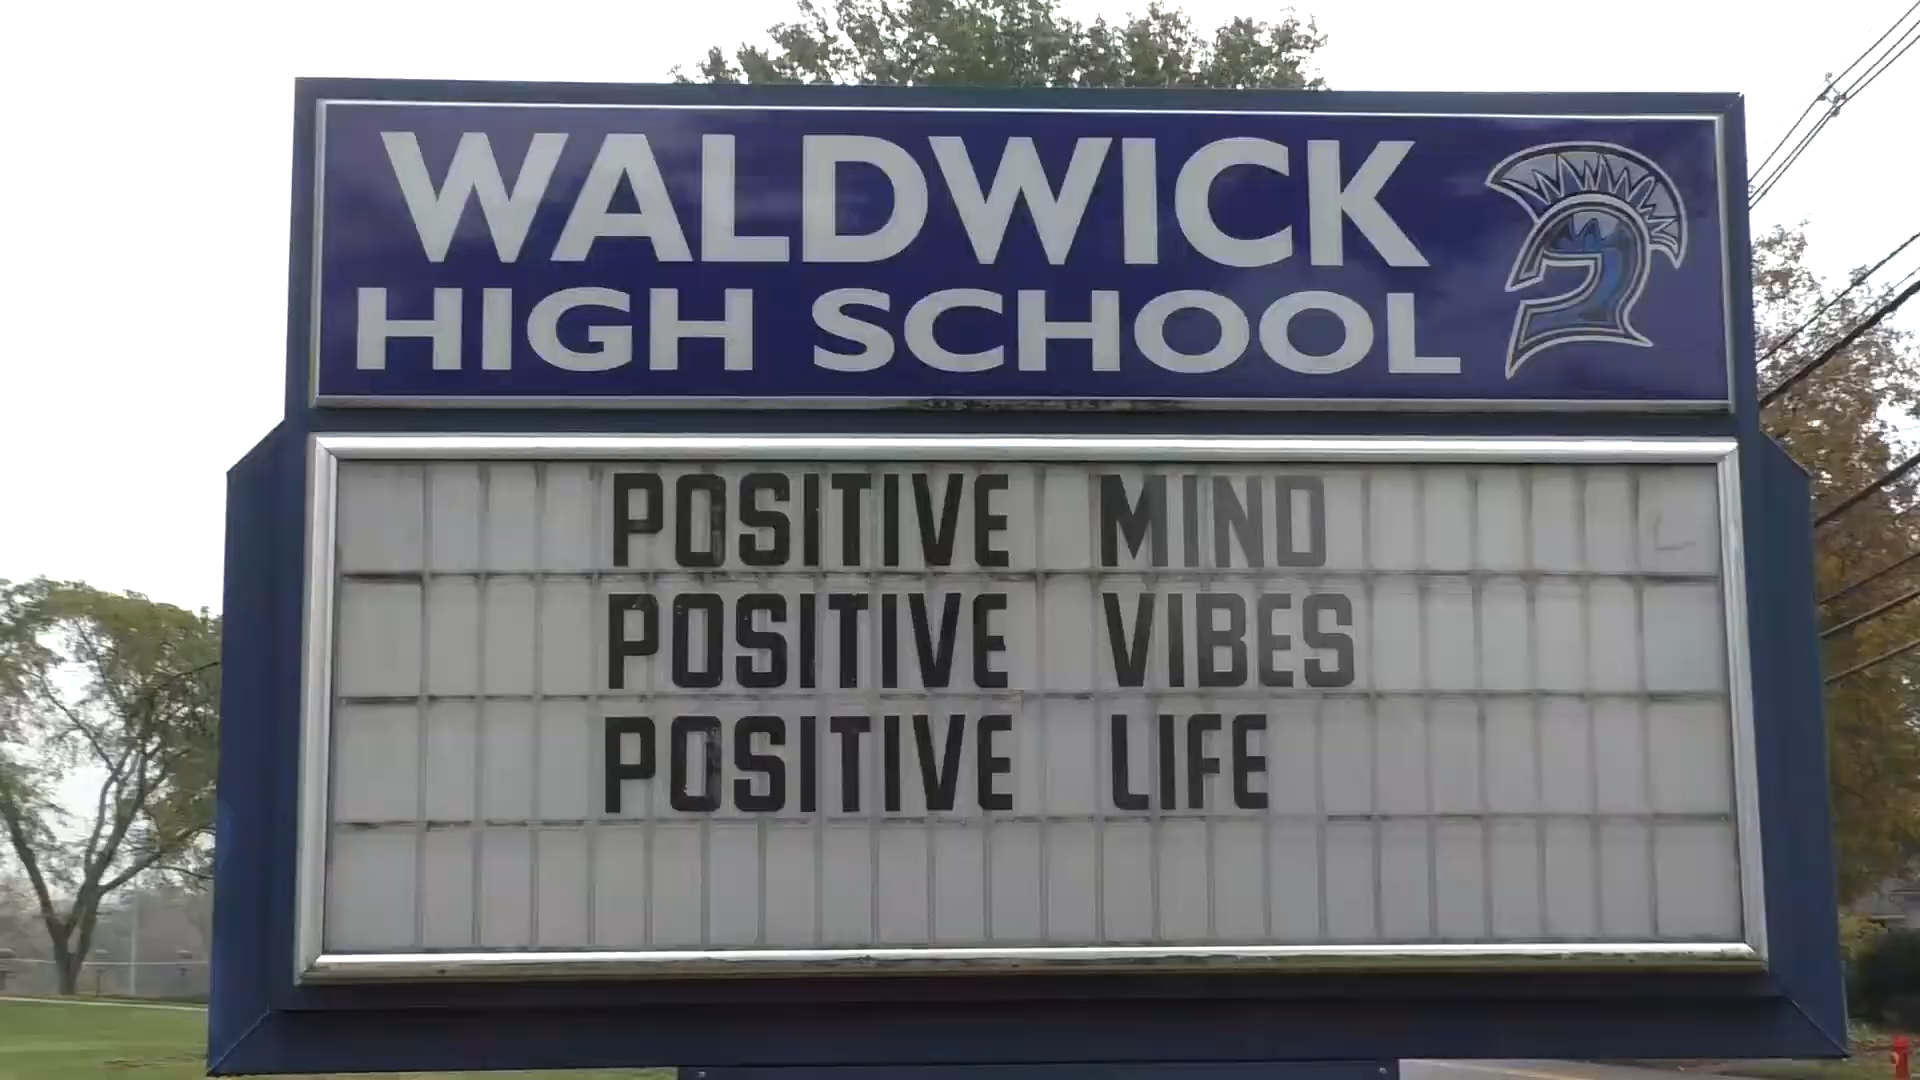 WALDWICK
HIGH SCHOOL
POSITIVE MIND
POSITIVE VIBES
POSITIVE LIFE